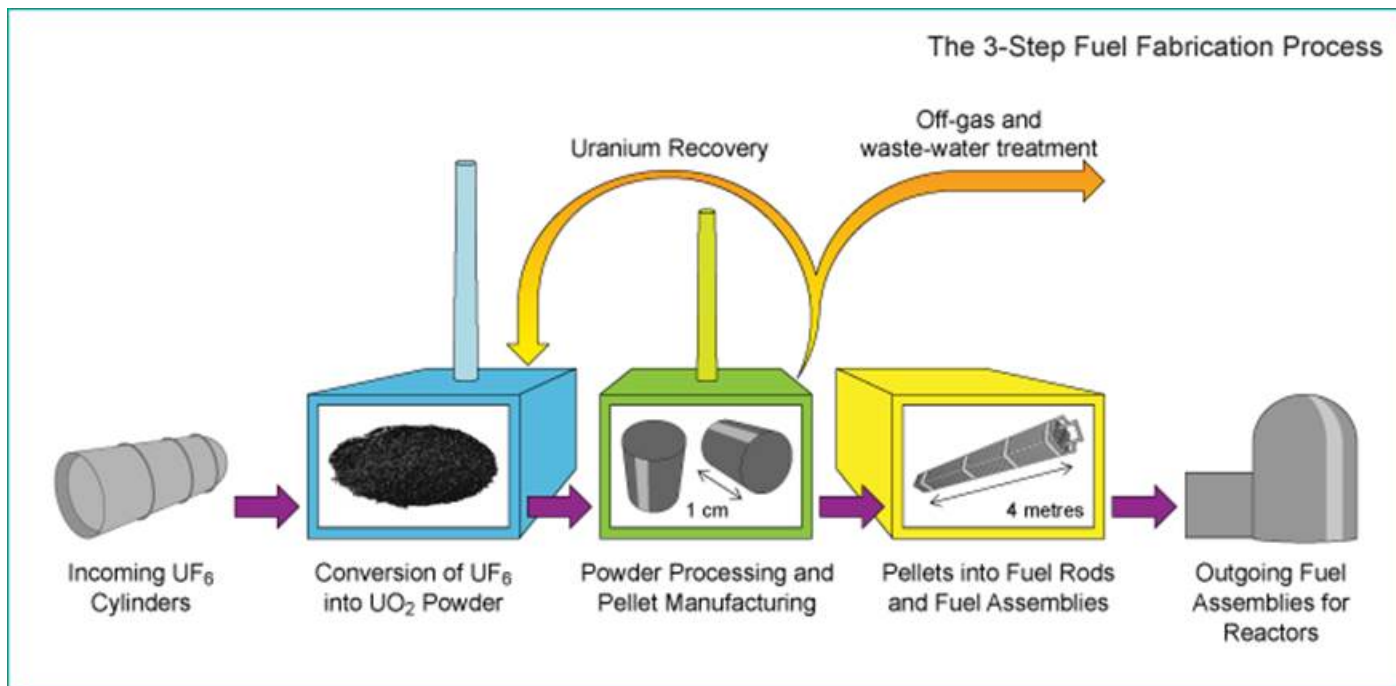 The 3-Step Fuel Fabrication Process
Off-gas and
waste-water treatment
Uranium Recovery
1 cm
4 metres
Incoming UF₆
Cylinders
Conversion of UF₆
into UO₂ Powder
Powder Processing and
Pellet Manufacturing
Pellets into Fuel Rods
and Fuel Assemblies
Outgoing Fuel
Assemblies for
Reactors